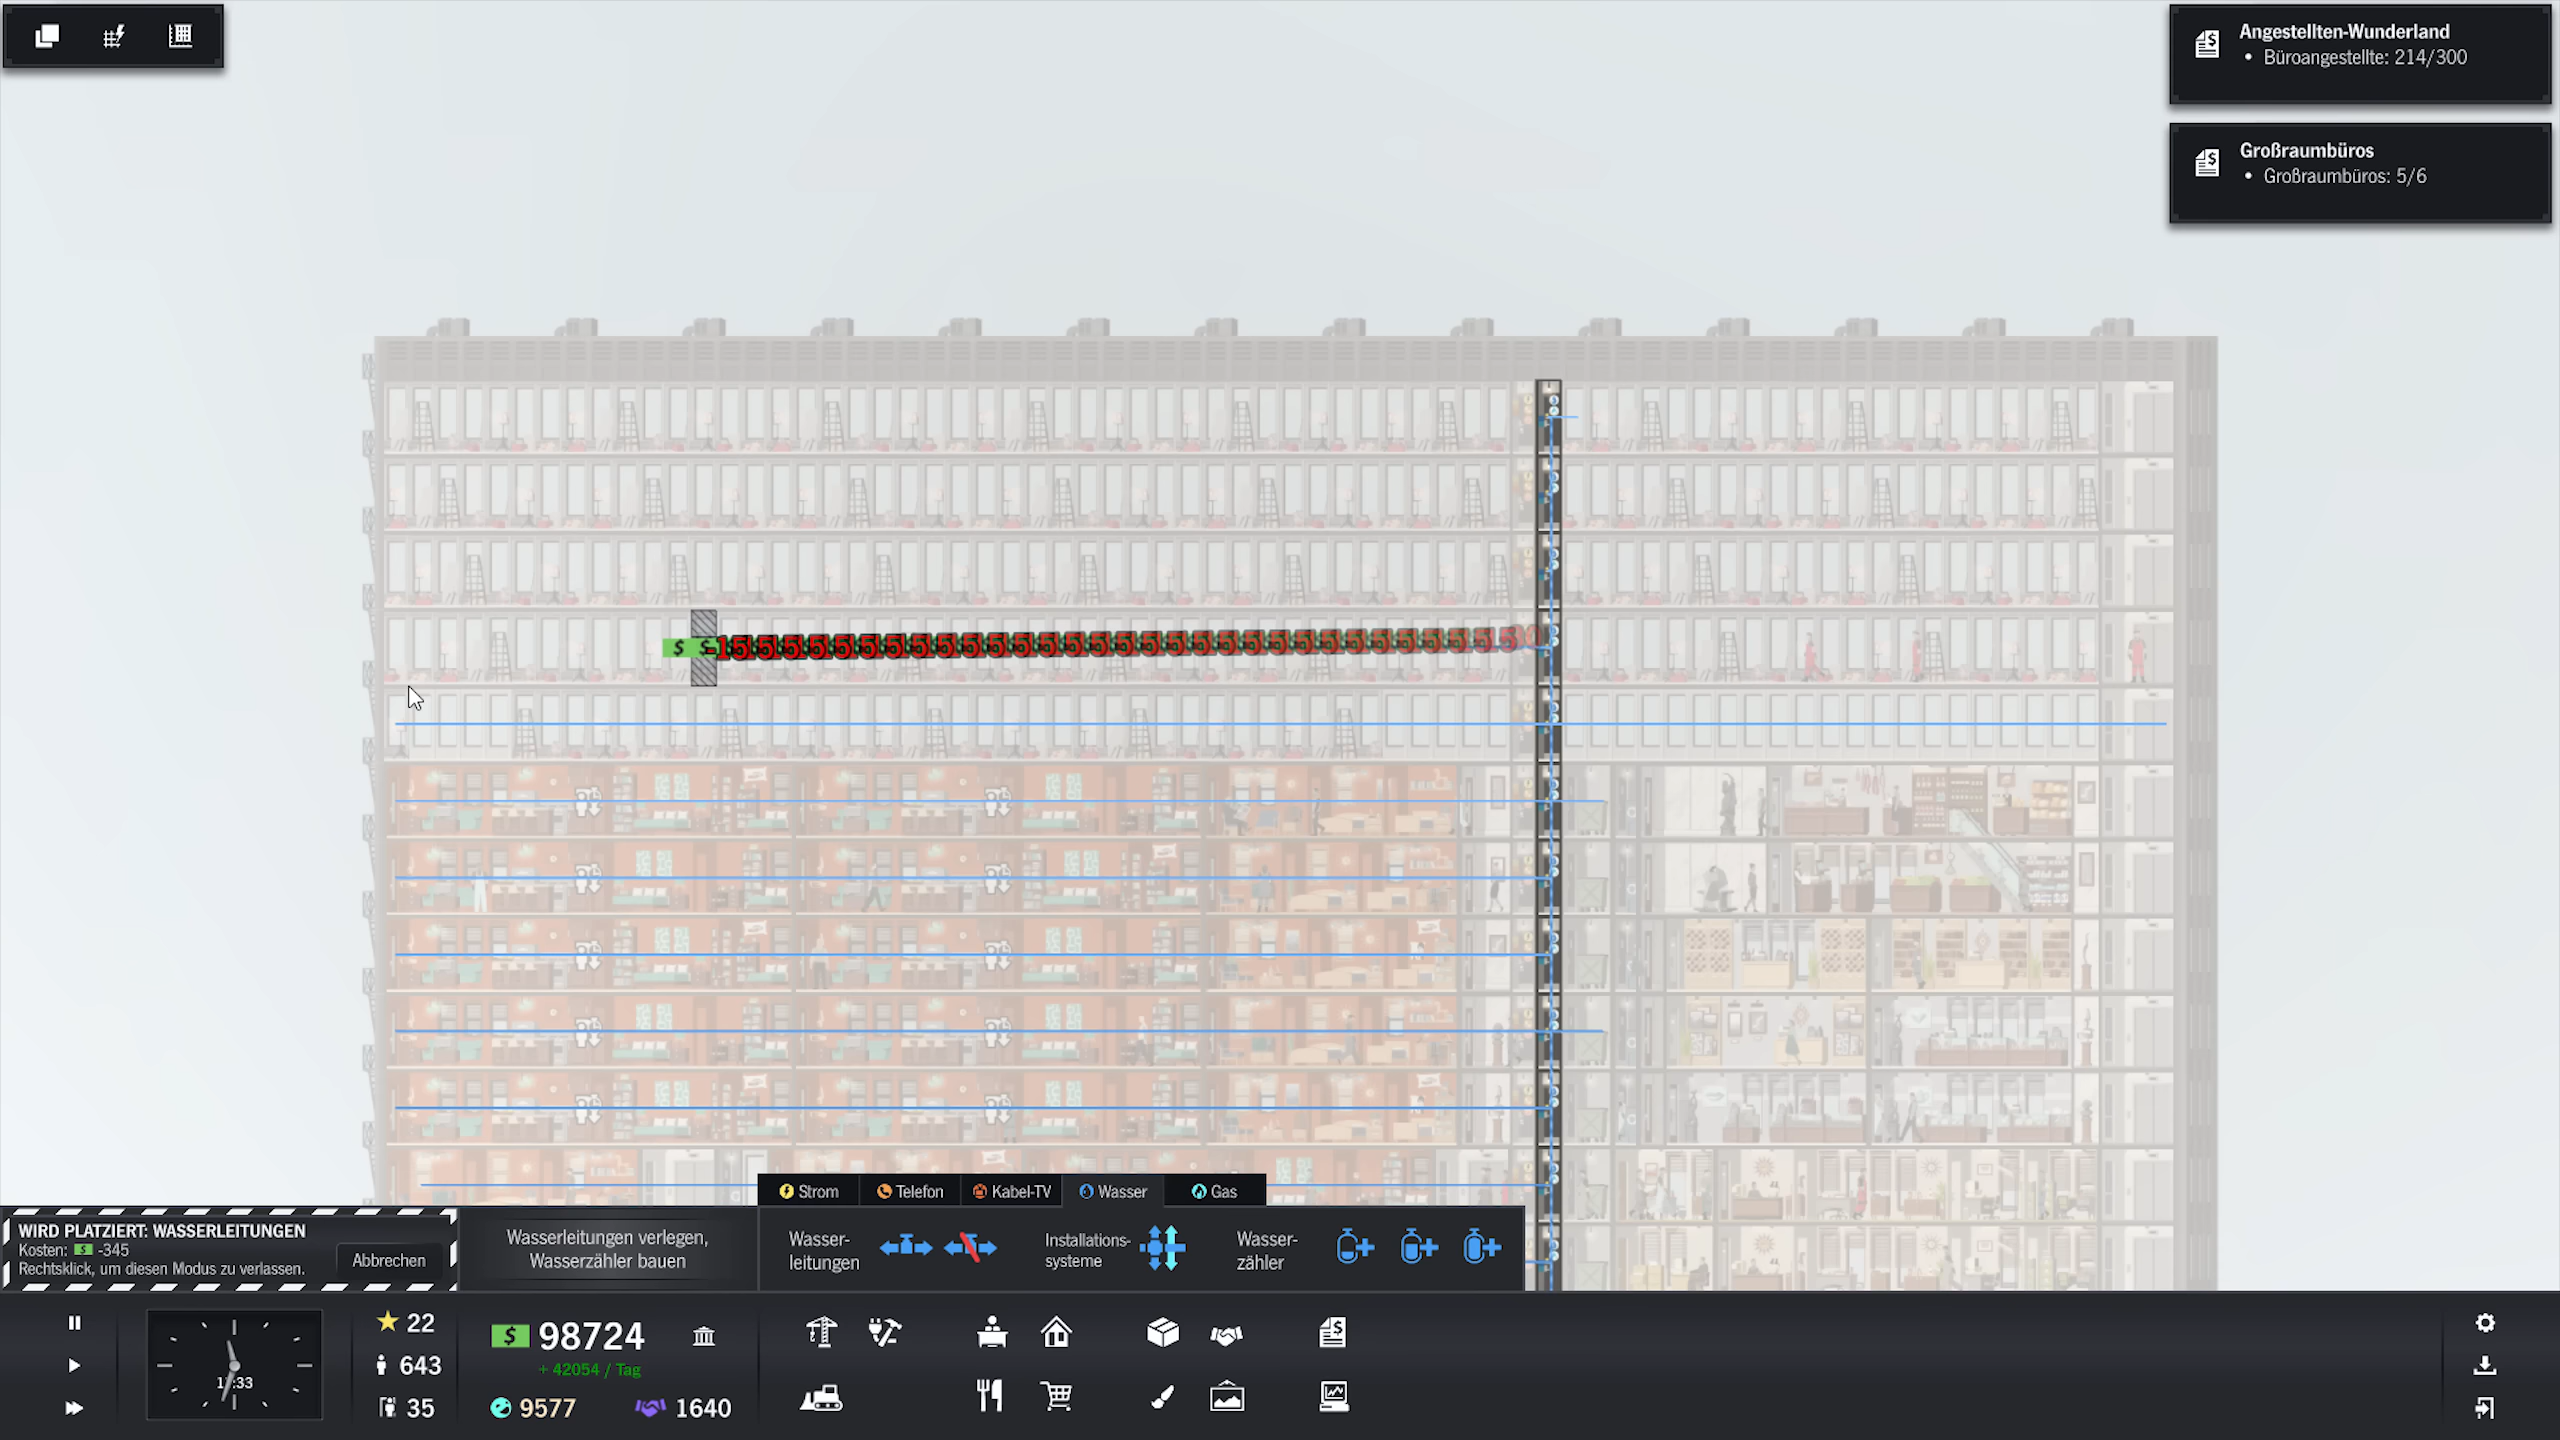 Angestellten-Wunderland
• Büroangestellte: 214/300
Großraumbüros
• Großraumbüros: 5/6
Strom
Telefon
Kabel-TV
Wasser
Gas
WIRD PLATZIERT: WASSERLEITUNGEN
Kosten: $ -345
Rechtsklick, um diesen Modus zu verlassen.
Abbrechen
Wasserleitungen verlegen,
Wasserzähler bauen
Wasser-
leitungen
Installations-
systeme
Wasser-
zähler
22
643
35
$ 98724
+ 42054 / Tag
9577
1640